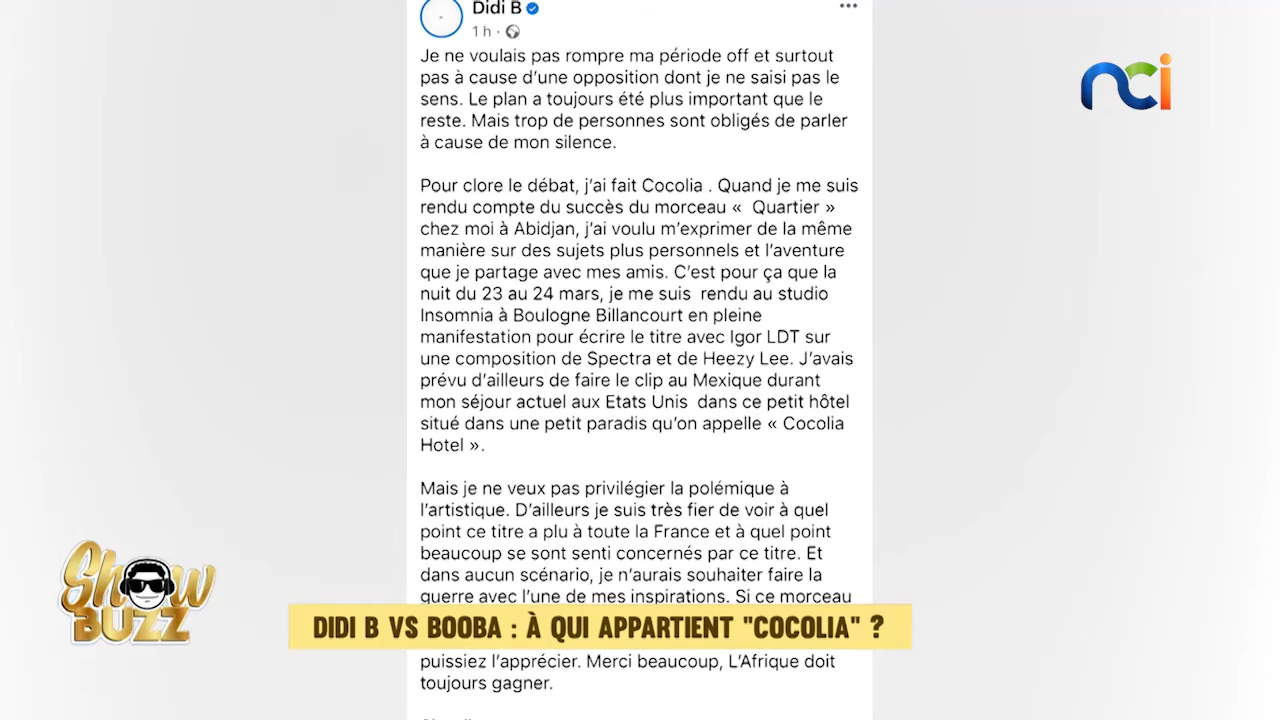 Didi B
1 h
Je ne voulais pas rompre ma période off et surtout
pas à cause d'une opposition dont je ne saisi pas le
sens. Le plan a toujours été plus important que le
reste. Mais trop de personnes sont obligés de parler
à cause de mon silence.
Pour clore le débat, j'ai fait Cocolia . Quand je me suis
rendu compte du succès du morceau «  Quartier »
chez moi à Abidjan, j'ai voulu m'exprimer de la même
manière sur des sujets plus personnels et l'aventure
que je partage avec mes amis. C'est pour ça que la
nuit du 23 au 24 mars, je me suis  rendu au studio
Insomnia à Boulogne Billancourt en pleine
manifestation pour écrire le titre avec Igor LDT sur
une composition de Spectra et de Heezy Lee. J'avais
prévu d'ailleurs de faire le clip au Mexique durant
mon séjour actuel aux Etats Unis  dans ce petit hôtel
situé dans une petit paradis qu'on appelle « Cocolia
Hotel ».
Mais je ne veux pas privilégier la polémique à
l'artistique. D'ailleurs je suis très fier de voir à quel
point ce titre a plu à toute la France et à quel point
beaucoup se sont senti concernés par ce titre. Et
dans aucun scénario, je n'aurais souhaiter faire la
guerre avec l'une de mes inspirations. Si ce morceau
puissiez l'apprécier. Merci beaucoup, L'Afrique doit
toujours gagner.
nci
Show
BUZZ
DIDI B VS BOOBA : À QUI APPARTIENT "COCOLIA" ?